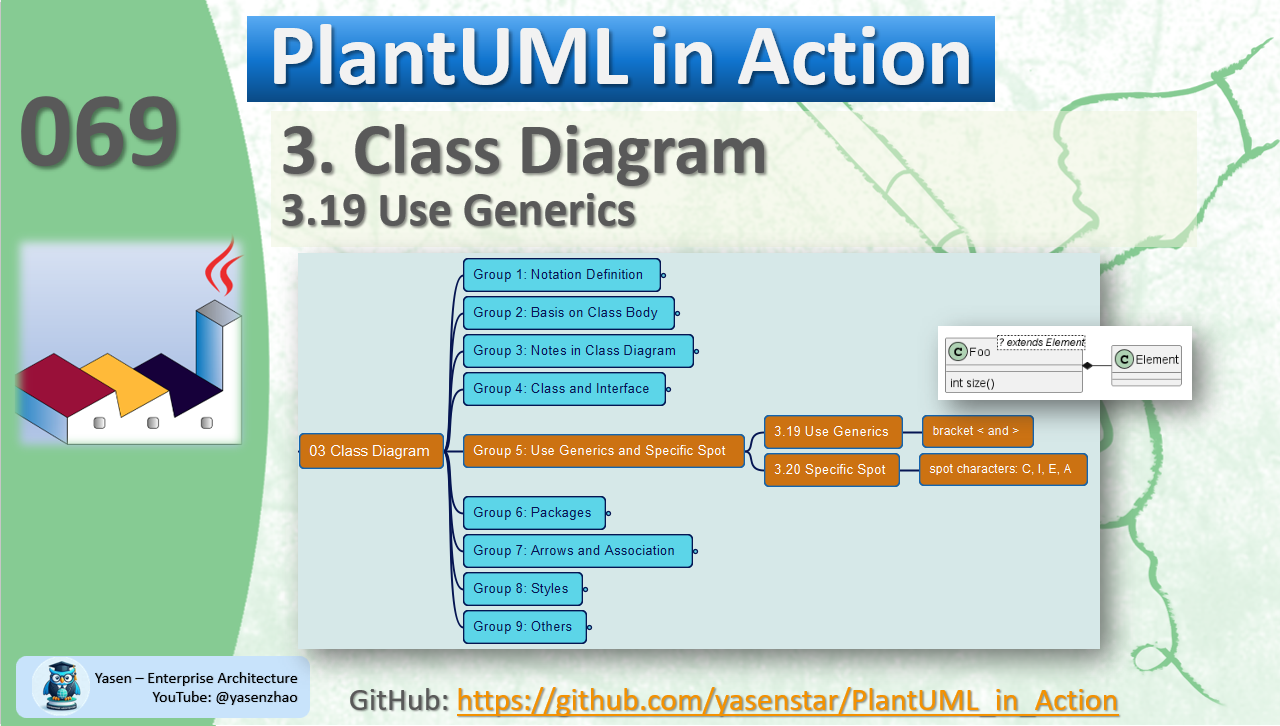 PlantUML in Action
069
3. Class Diagram
3.19 Use Generics
Group 1: Notation Definition
Group 2: Basis on Class Body
Group 3: Notes in Class Diagram
Group 4: Class and Interface
03 Class Diagram
Group 5: Use Generics and Specific Spot
3.19 Use Generics
bracket < and >
3.20 Specific Spot
spot characters: C, I, E, A
Group 6: Packages
Group 7: Arrows and Association
Group 8: Styles
Group 9: Others
C Foo
? extends Element
int size()
C Element
Yasen – Enterprise Architecture
YouTube: @yasenzhao
GitHub: https://github.com/yasenstar/PlantUML_in_Action